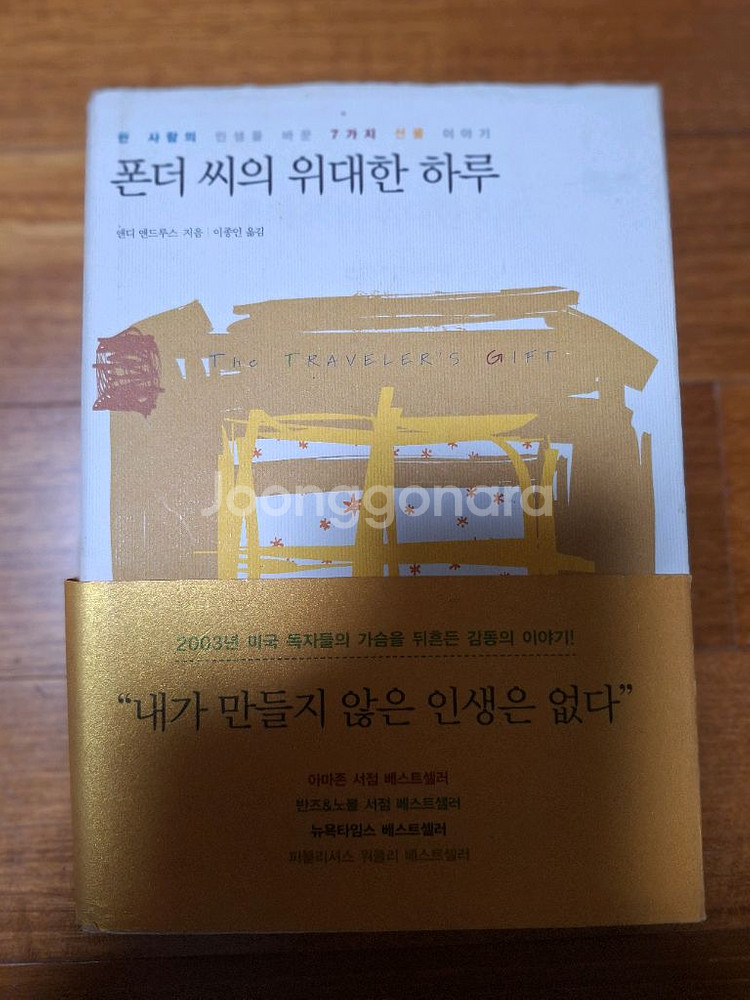 한 사람의 인생을 바꾼 7가지 선물 이야기
폰더 씨의 위대한 하루
앤디 앤드루스 지음 | 이종인 옮김
The TRAVELER'S GIFT
Joonggonara
2003년 미국 독자들의 가슴을 뒤흔든 감동의 이야기!
“내가 만들지 않은 인생은 없다”
아마존 서점 베스트셀러
반즈&노블 서점 베스트셀러
뉴욕타임스 베스트셀러
퍼블리셔스 위클리 베스트셀러